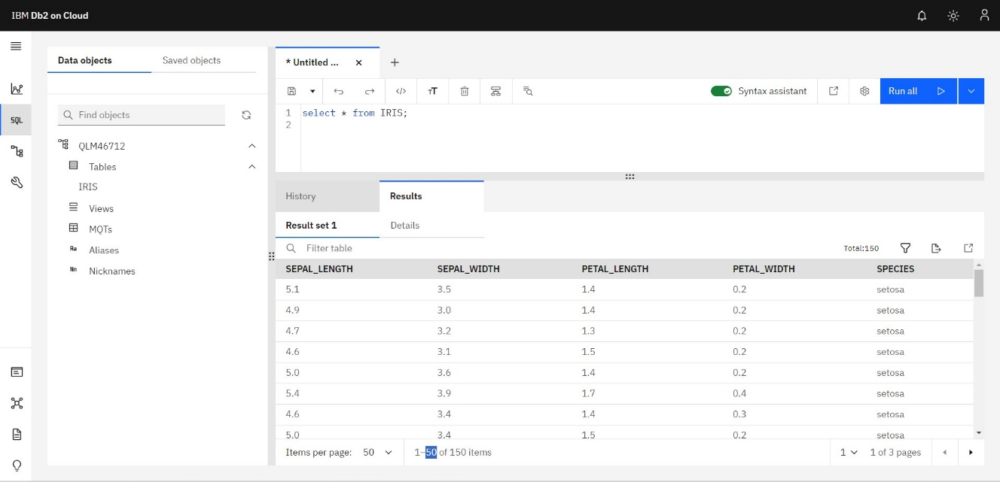 IBM Db2 on Cloud
Data objects Saved objects
Find objects
QLM46712
Tables
IRIS
Views
MQTs
Aa Aliases
Nn Nicknames
SQL
* Untitled ...
Syntax assistant Run all
1 select * from IRIS;
2
History Results
Result set 1 Details
Filter table Total:150
SEPAL_LENGTH SEPAL_WIDTH PETAL_LENGTH PETAL_WIDTH SPECIES
5.1 3.5 1.4 0.2 setosa
4.9 3.0 1.4 0.2 setosa
4.7 3.2 1.3 0.2 setosa
4.6 3.1 1.5 0.2 setosa
5.0 3.6 1.4 0.2 setosa
5.4 3.9 1.7 0.4 setosa
4.6 3.4 1.4 0.3 setosa
5.0 3.4 1.5 0.2 setosa
Items per page: 50 1–50 of 150 items 1 1 of 3 pages